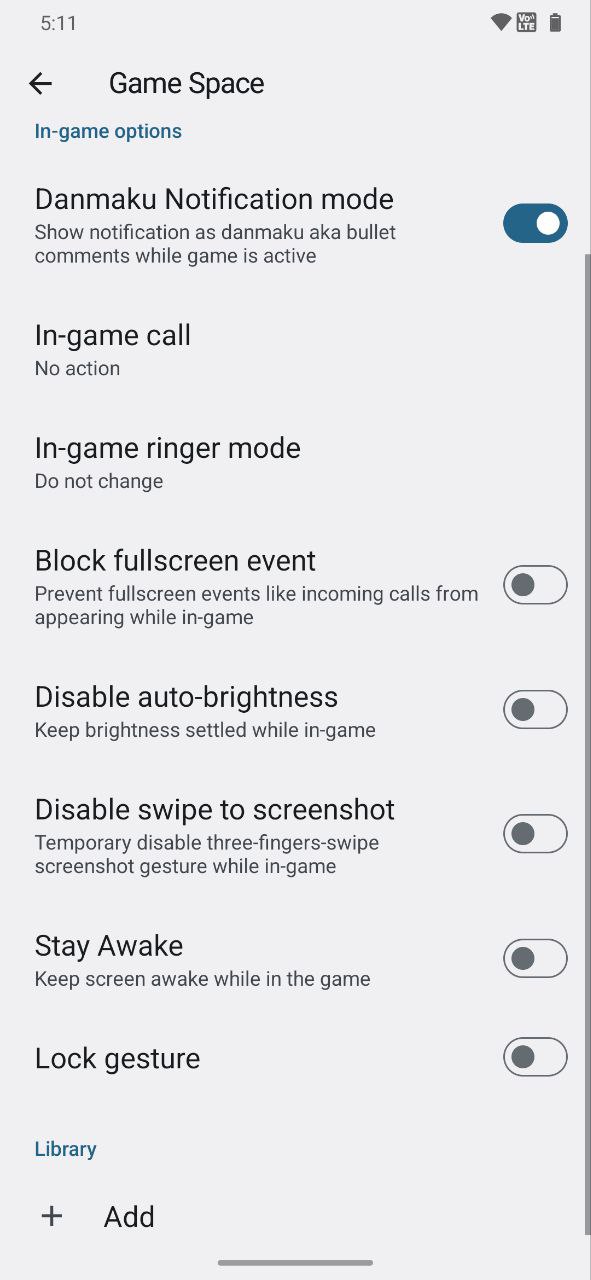 5:11
Vo))
LTE
Game Space
In-game options
Danmaku Notification mode
Show notification as danmaku aka bullet
comments while game is active
In-game call
No action
In-game ringer mode
Do not change
Block fullscreen event
Prevent fullscreen events like incoming calls from
appearing while in-game
Disable auto-brightness
Keep brightness settled while in-game
Disable swipe to screenshot
Temporary disable three-fingers-swipe
screenshot gesture while in-game
Stay Awake
Keep screen awake while in the game
Lock gesture
Library
+ Add